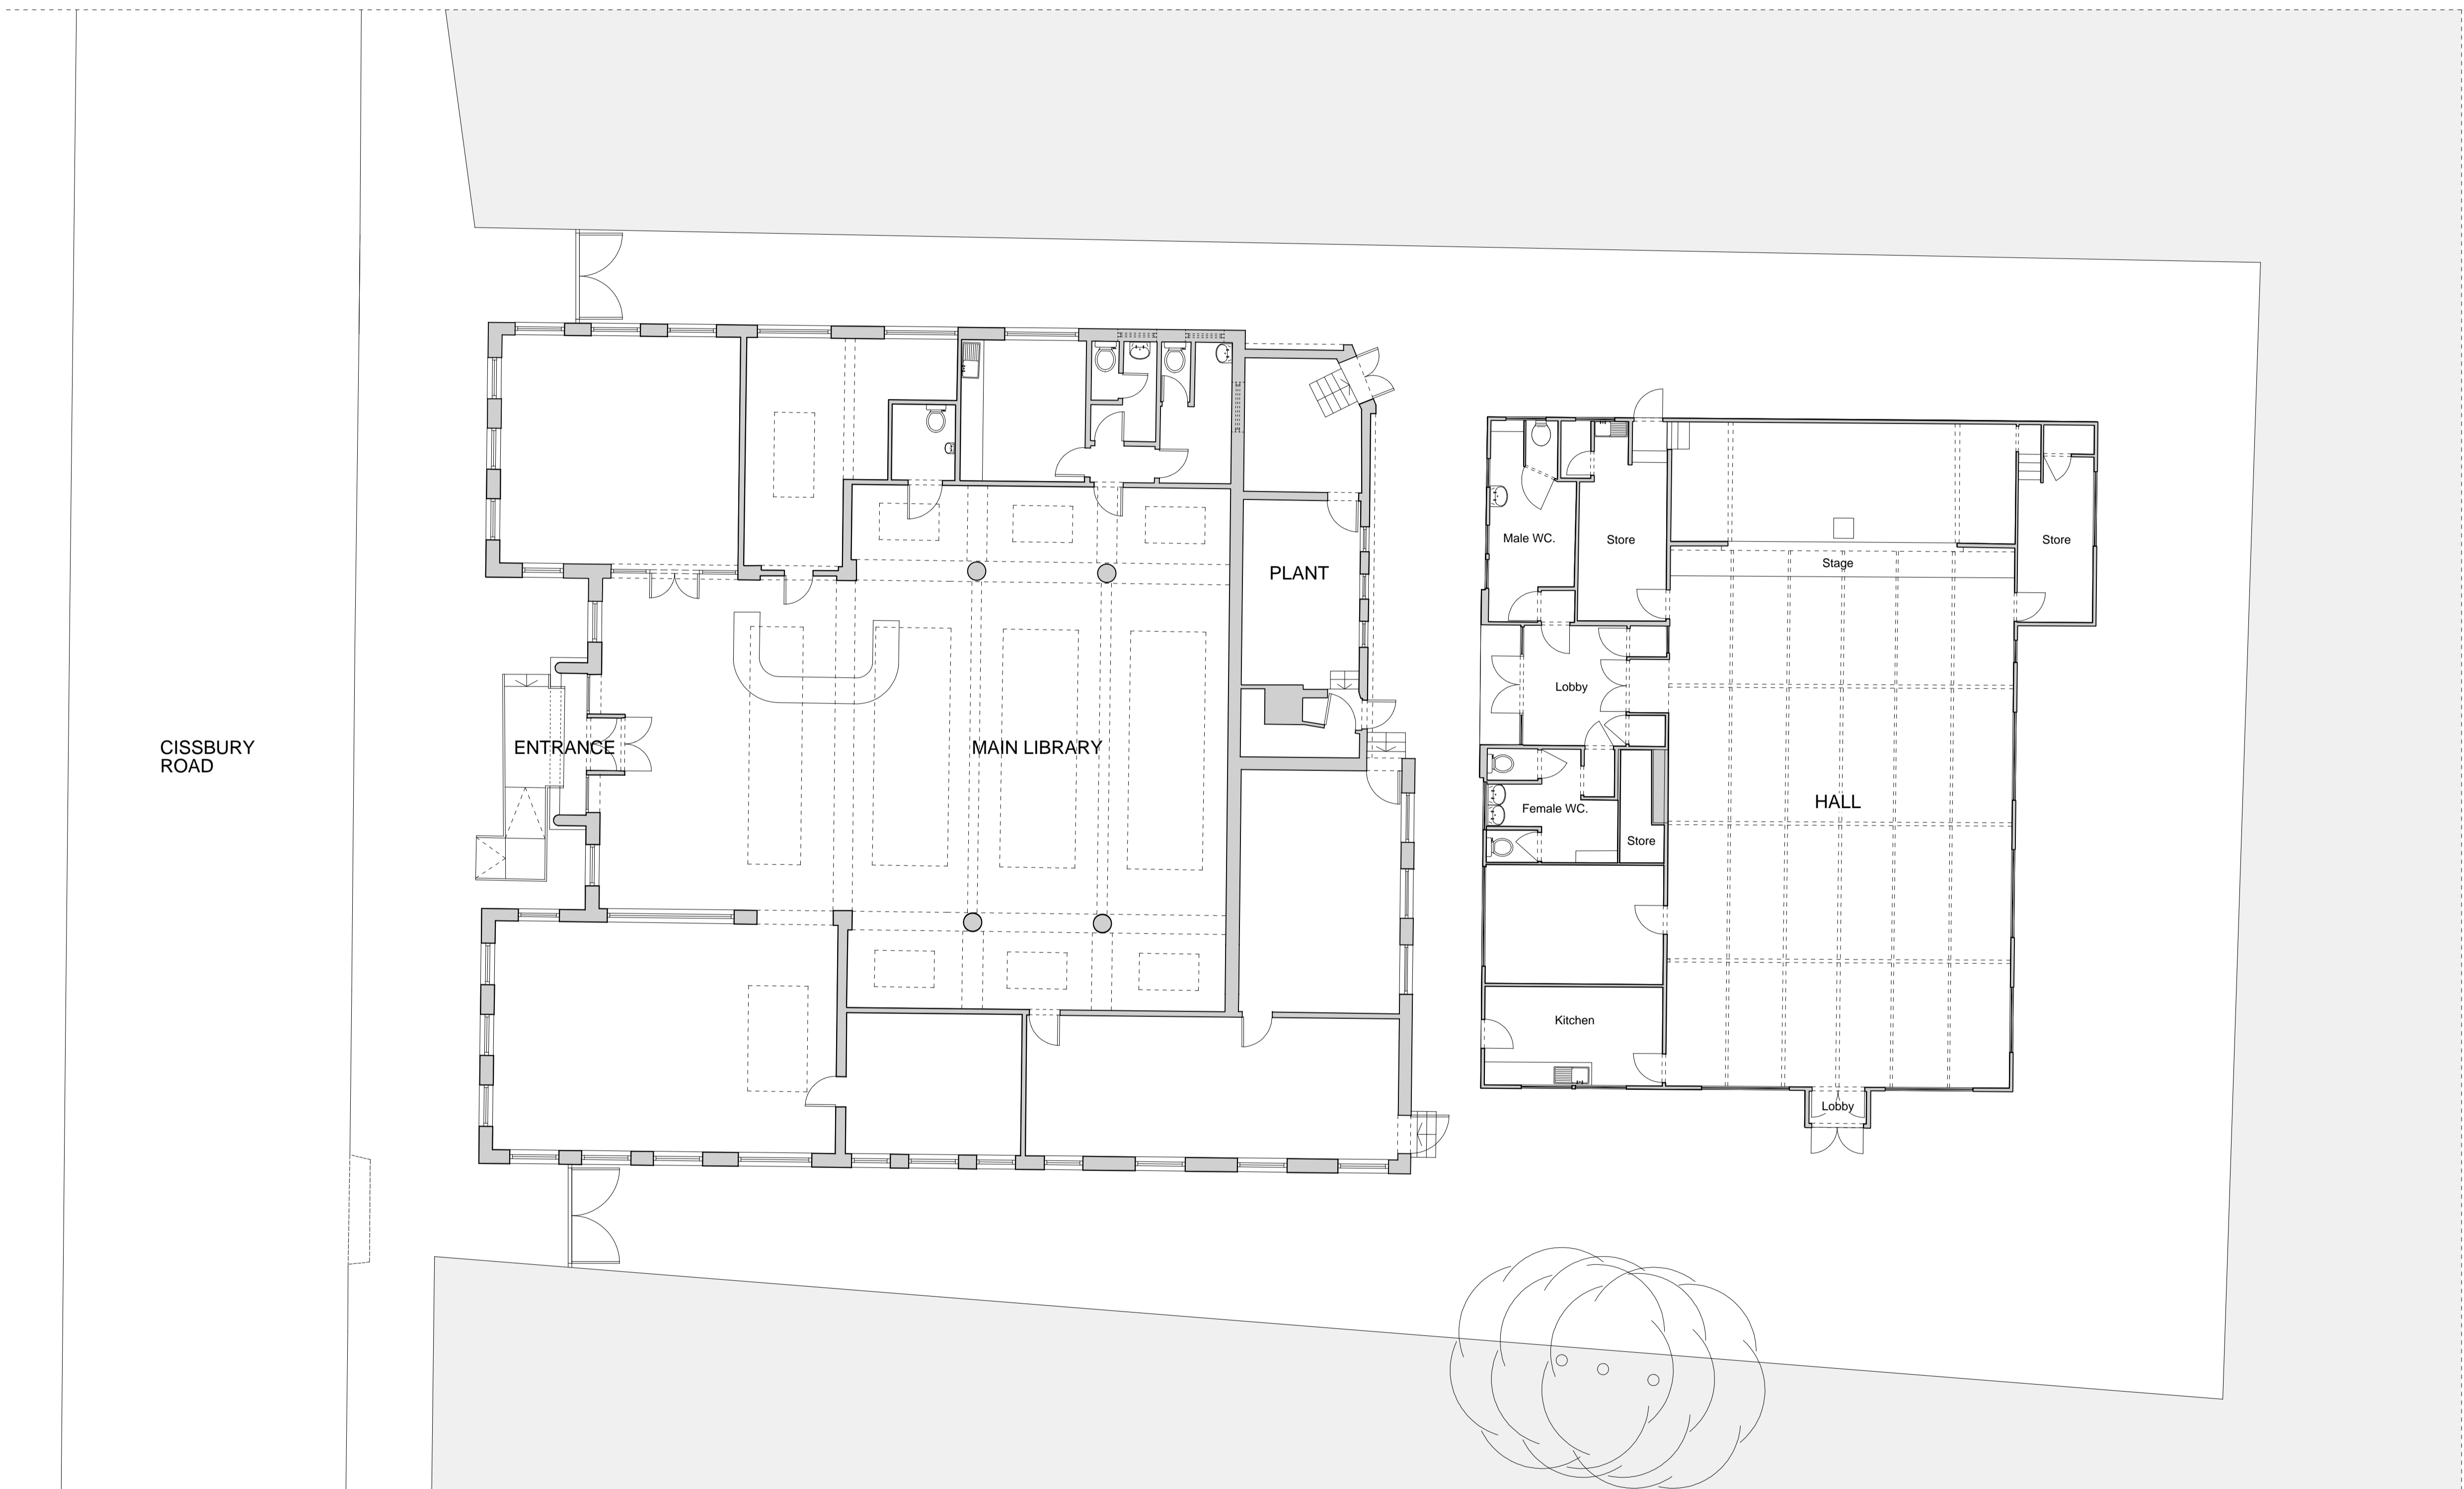 CISSBURY
ROAD
ENTRANCE
MAIN LIBRARY
PLANT
Male WC.
Store
Stage
Store
Lobby
Female WC.
Store
HALL
Kitchen
Lobby